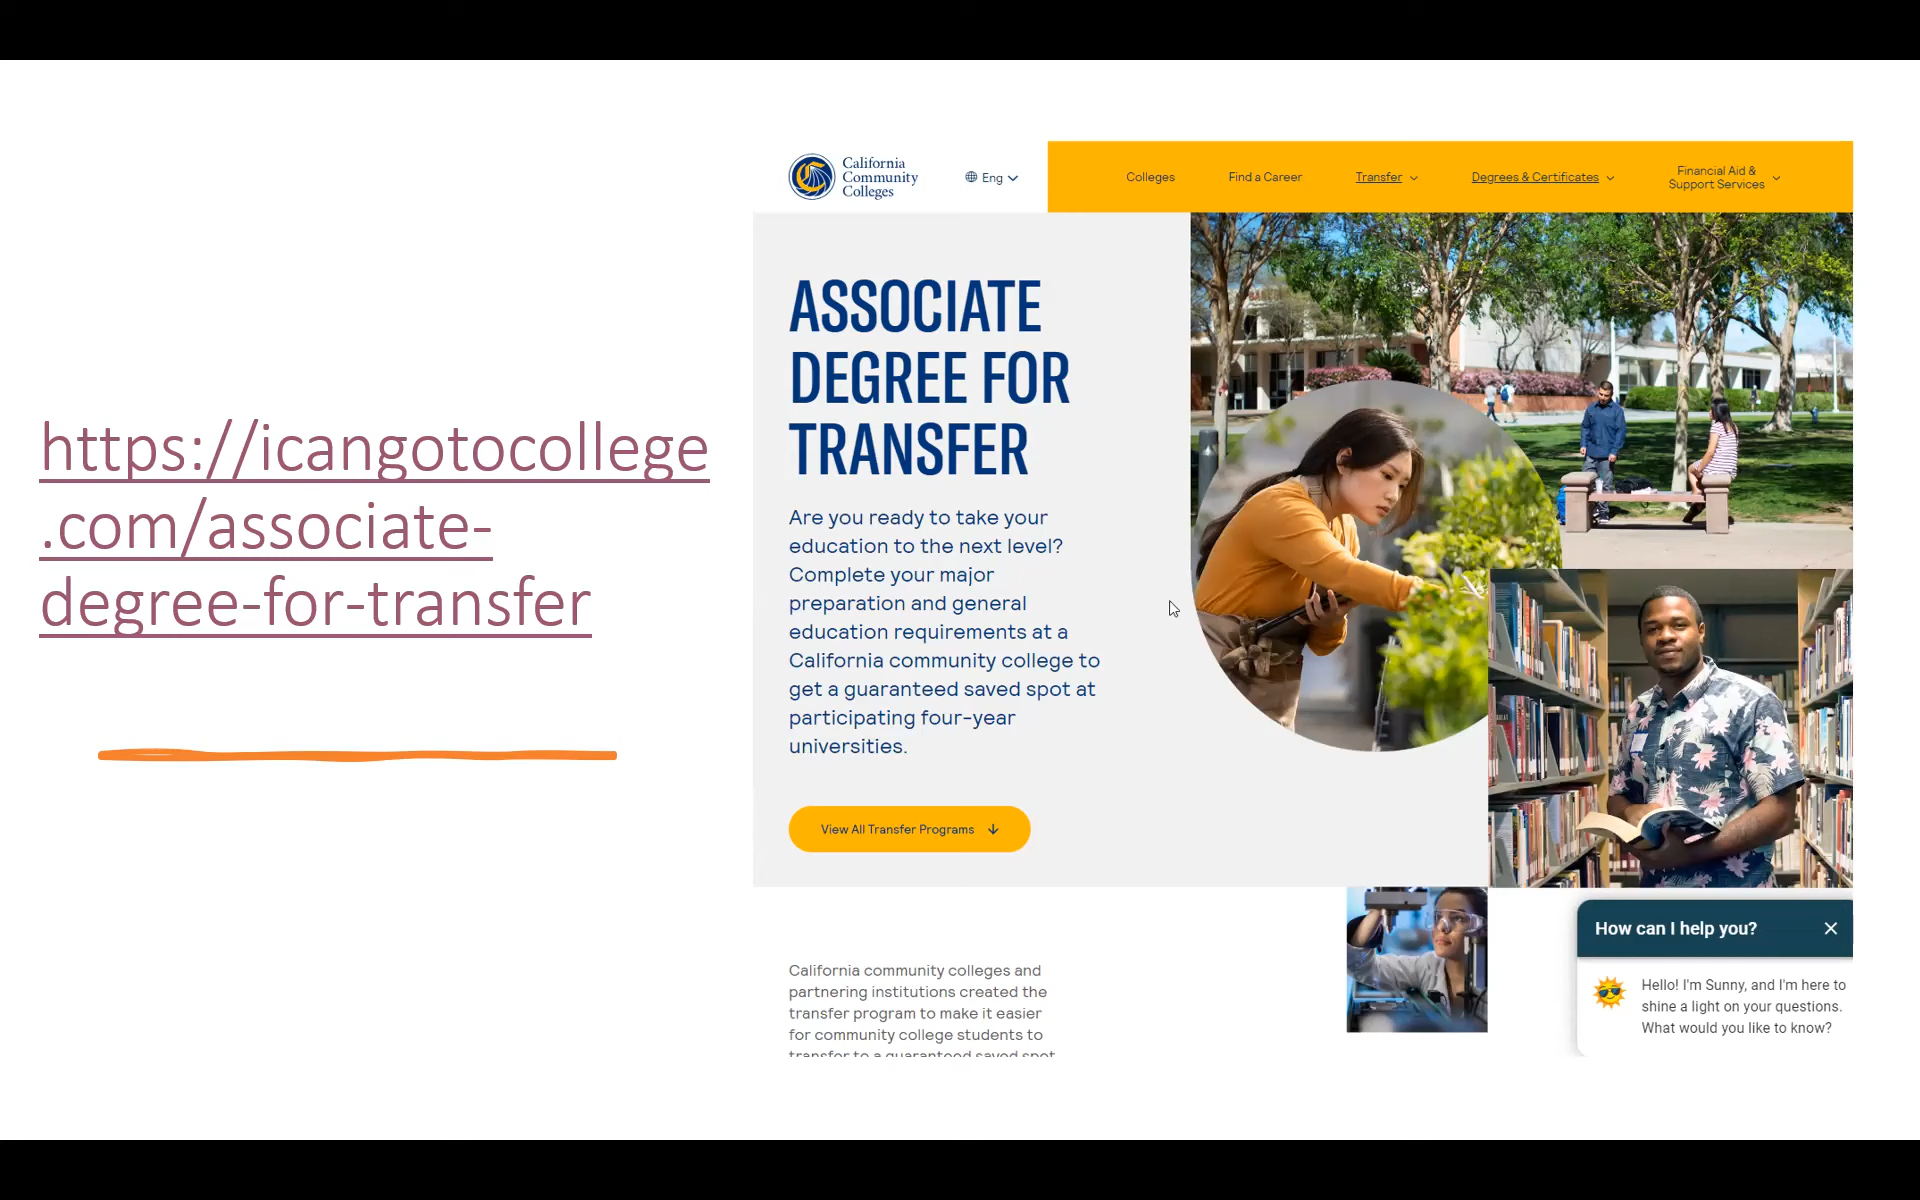 https://icangotocollege
.com/associate-
degree-for-transfer
California
Community
Colleges
Eng
Colleges
Find a Career
Transfer
Degrees & Certificates
Financial Aid &
Support Services
ASSOCIATE
DEGREE FOR
TRANSFER
Are you ready to take your
education to the next level?
Complete your major
preparation and general
education requirements at a
California community college to
get a guaranteed saved spot at
participating four-year
universities.
View All Transfer Programs
California community colleges and
partnering institutions created the
transfer program to make it easier
for community college students to
transfer to a guaranteed saved spot
How can I help you?
Hello! I'm Sunny, and I'm here to
shine a light on your questions.
What would you like to know?